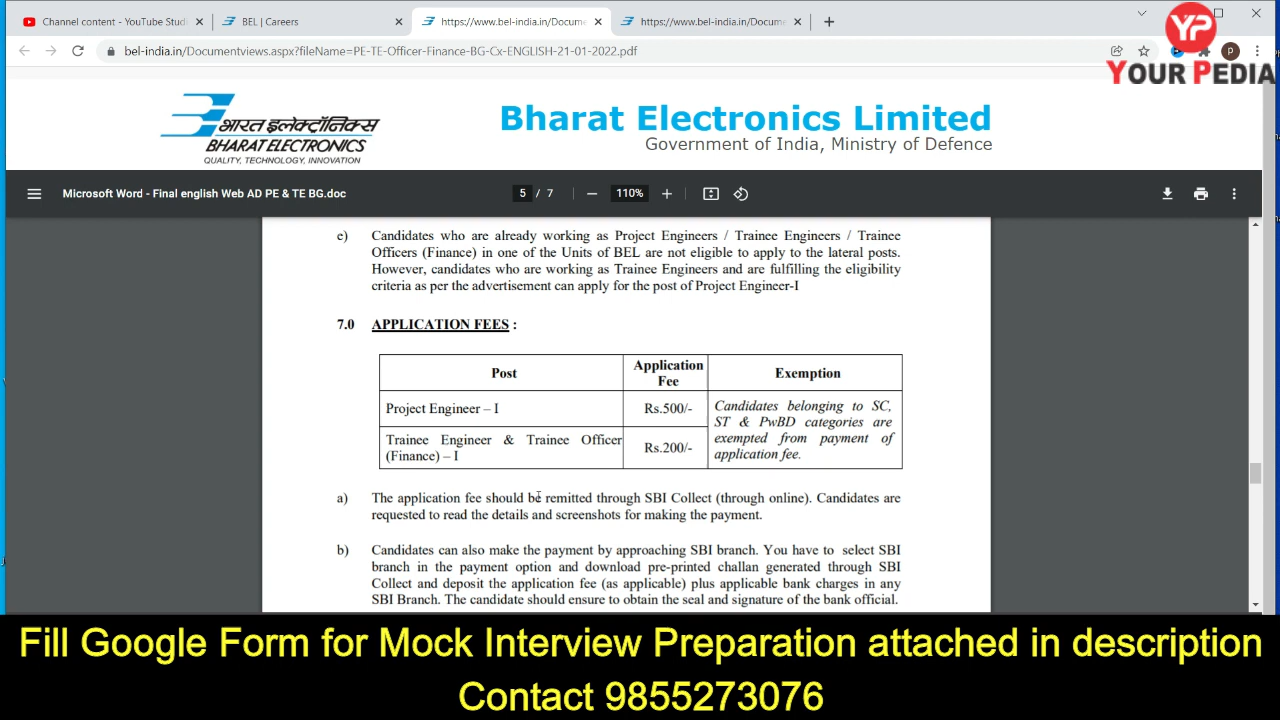 Channel content - YouTube Studi
BEL | Careers
https://www.bel-india.in/Docume
https://www.bel-india.in/Docume
bel-india.in/Documentviews.aspx?fileName=PE-TE-Officer-Finance-BG-Cx-ENGLISH-21-01-2022.pdf
YP
YOUR PEDIA
भारत इलेक्ट्रॉनिक्स
BHARAT ELECTRONICS
QUALITY, TECHNOLOGY, INNOVATION
Bharat Electronics Limited
Government of India, Ministry of Defence
Microsoft Word - Final english Web AD PE & TE BG.doc
5 / 7
110%
e) Candidates who are already working as Project Engineers / Trainee Engineers / Trainee
Officers (Finance) in one of the Units of BEL are not eligible to apply to the lateral posts.
However, candidates who are working as Trainee Engineers and are fulfilling the eligibility
criteria as per the advertisement can apply for the post of Project Engineer-I
7.0 APPLICATION FEES :
Post
Application
Fee
Exemption
Project Engineer – I
Rs.500/-
Trainee Engineer & Trainee Officer
(Finance) – I
Rs.200/-
Candidates belonging to SC,
ST & PwBD categories are
exempted from payment of
application fee.
a) The application fee should be remitted through SBI Collect (through online). Candidates are
requested to read the details and screenshots for making the payment.
b) Candidates can also make the payment by approaching SBI branch. You have to select SBI
branch in the payment option and download pre-printed challan generated through SBI
Collect and deposit the application fee (as applicable) plus applicable bank charges in any
SBI Branch. The candidate should ensure to obtain the seal and signature of the bank official.
Fill Google Form for Mock Interview Preparation attached in description
Contact 9855273076